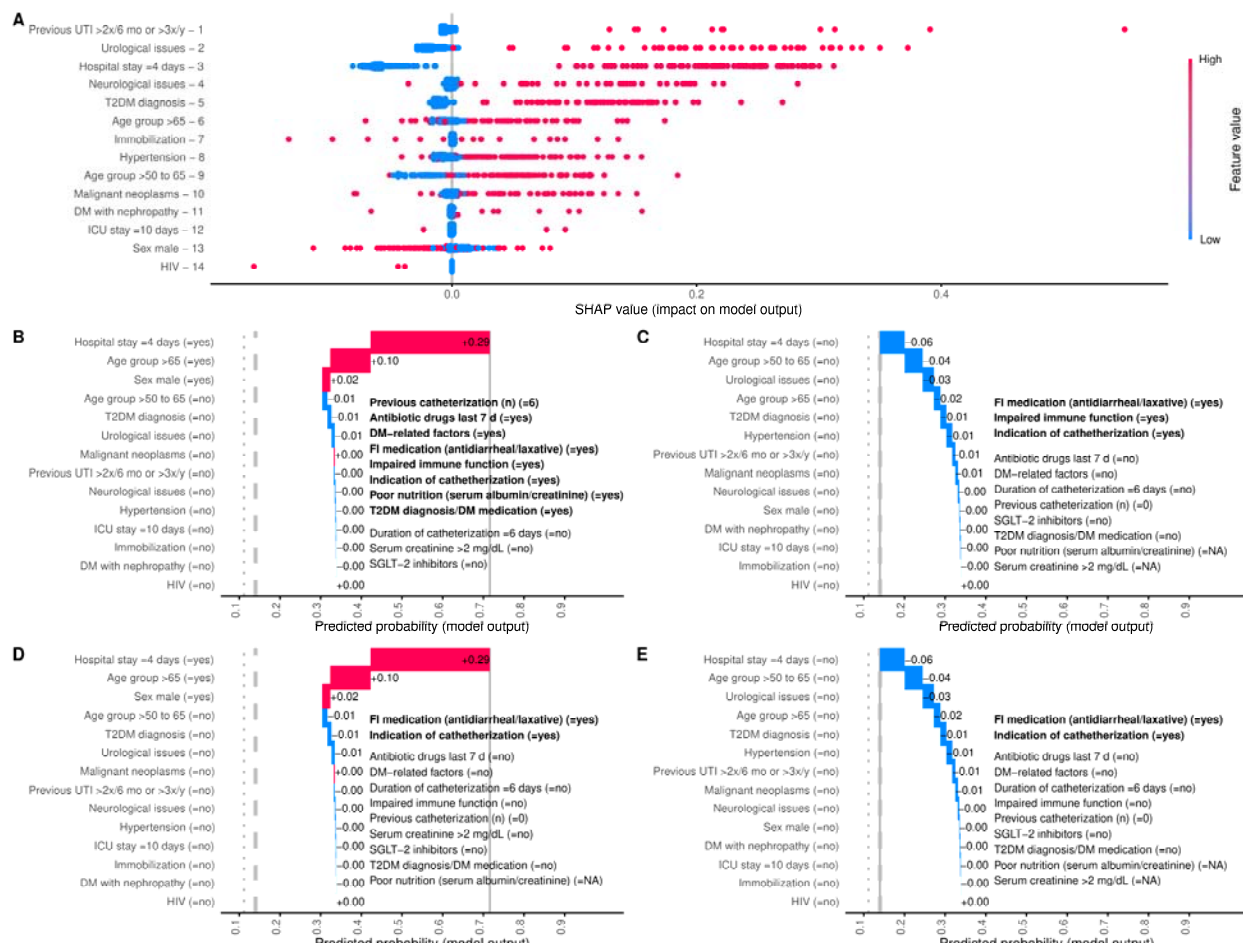 A
Previous UTI >2x/6 mo or >3x/y − 1
Urological issues − 2
Hospital stay =4 days − 3
Neurological issues − 4
T2DM diagnosis − 5
Age group >65 − 6
Immobilization − 7
Hypertension − 8
Age group >50 to 65 − 9
Malignant neoplasms − 10
DM with nephropathy − 11
ICU stay =10 days − 12
Sex male − 13
HIV − 14
0.0 0.2 0.4
SHAP value (impact on model output)
High
Low
Feature value
B
Hospital stay =4 days (=yes)
Age group >65 (=yes)
Sex male (=yes)
Age group >50 to 65 (=no)
T2DM diagnosis (=no)
Urological issues (=no)
Malignant neoplasms (=no)
Previous UTI >2x/6 mo or >3x/y (=no)
Neurological issues (=no)
Hypertension (=no)
ICU stay =10 days (=no)
Immobilization (=no)
DM with nephropathy (=no)
HIV (=no)
+0.29
+0.10
+0.02
−0.01
−0.01
−0.01
+0.00
−0.00
−0.00
−0.00
−0.00
−0.00
−0.00
+0.00
Previous catheterization (n) (=6)
Antibiotic drugs last 7 d (=yes)
DM−related factors (=yes)
FI medication (antidiarrheal/laxative) (=yes)
Impaired immune function (=yes)
Indication of cathetherization (=yes)
Poor nutrition (serum albumin/creatinine) (=yes)
T2DM diagnosis/DM medication (=yes)
Duration of catheterization =6 days (=no)
Serum creatinine >2 mg/dL (=no)
SGLT−2 inhibitors (=no)
0.1 0.2 0.3 0.4 0.5 0.6 0.7 0.8 0.9
Predicted probability (model output)
C
Hospital stay =4 days (=no)
Age group >50 to 65 (=no)
Urological issues (=no)
Age group >65 (=no)
T2DM diagnosis (=no)
Hypertension (=no)
Previous UTI >2x/6 mo or >3x/y (=no)
Malignant neoplasms (=no)
Neurological issues (=no)
Sex male (=no)
DM with nephropathy (=no)
ICU stay =10 days (=no)
Immobilization (=no)
HIV (=no)
−0.06
−0.04
−0.03
−0.02
−0.01
−0.01
−0.01
−0.01
−0.00
−0.00
−0.00
−0.00
−0.00
+0.00
FI medication (antidiarrheal/laxative) (=yes)
Impaired immune function (=yes)
Indication of cathetherization (=yes)
Antibiotic drugs last 7 d (=no)
DM−related factors (=no)
Duration of catheterization =6 days (=no)
Previous catheterization (n) (=0)
SGLT−2 inhibitors (=no)
T2DM diagnosis/DM medication (=no)
Poor nutrition (serum albumin/creatinine) (=NA)
Serum creatinine >2 mg/dL (=NA)
0.1 0.2 0.3 0.4 0.5 0.6 0.7 0.8 0.9
Predicted probability (model output)
D
Hospital stay =4 days (=yes)
Age group >65 (=yes)
Sex male (=yes)
Age group >50 to 65 (=no)
T2DM diagnosis (=no)
Urological issues (=no)
Malignant neoplasms (=no)
Previous UTI >2x/6 mo or >3x/y (=no)
Neurological issues (=no)
Hypertension (=no)
ICU stay =10 days (=no)
Immobilization (=no)
DM with nephropathy (=no)
HIV (=no)
+0.29
+0.10
+0.02
−0.01
−0.01
−0.01
+0.00
−0.00
−0.00
−0.00
−0.00
−0.00
−0.00
+0.00
FI medication (antidiarrheal/laxative) (=yes)
Indication of cathetherization (=yes)
Antibiotic drugs last 7 d (=no)
DM−related factors (=no)
Duration of catheterization =6 days (=no)
Impaired immune function (=no)
Previous catheterization (n) (=0)
Serum creatinine >2 mg/dL (=no)
SGLT−2 inhibitors (=no)
T2DM diagnosis/DM medication (=no)
Poor nutrition (serum albumin/creatinine) (=NA)
0.1 0.2 0.3 0.4 0.5 0.6 0.7 0.8 0.9
Predicted probability (model output)
E
Hospital stay =4 days (=no)
Age group >50 to 65 (=no)
Urological issues (=no)
Age group >65 (=no)
T2DM diagnosis (=no)
Hypertension (=no)
Previous UTI >2x/6 mo or >3x/y (=no)
Malignant neoplasms (=no)
Neurological issues (=no)
Sex male (=no)
DM with nephropathy (=no)
ICU stay =10 days (=no)
Immobilization (=no)
HIV (=no)
−0.06
−0.04
−0.03
−0.02
−0.01
−0.01
−0.01
−0.01
−0.00
−0.00
−0.00
−0.00
−0.00
+0.00
FI medication (antidiarrheal/laxative) (=yes)
Indication of cathetherization (=yes)
Antibiotic drugs last 7 d (=no)
DM−related factors (=no)
Duration of catheterization =6 days (=no)
Impaired immune function (=no)
Previous catheterization (n) (=0)
SGLT−2 inhibitors (=no)
T2DM diagnosis/DM medication (=no)
Poor nutrition (serum albumin/creatinine) (=NA)
Serum creatinine >2 mg/dL (=NA)
0.1 0.2 0.3 0.4 0.5 0.6 0.7 0.8 0.9
Predicted probability (model output)